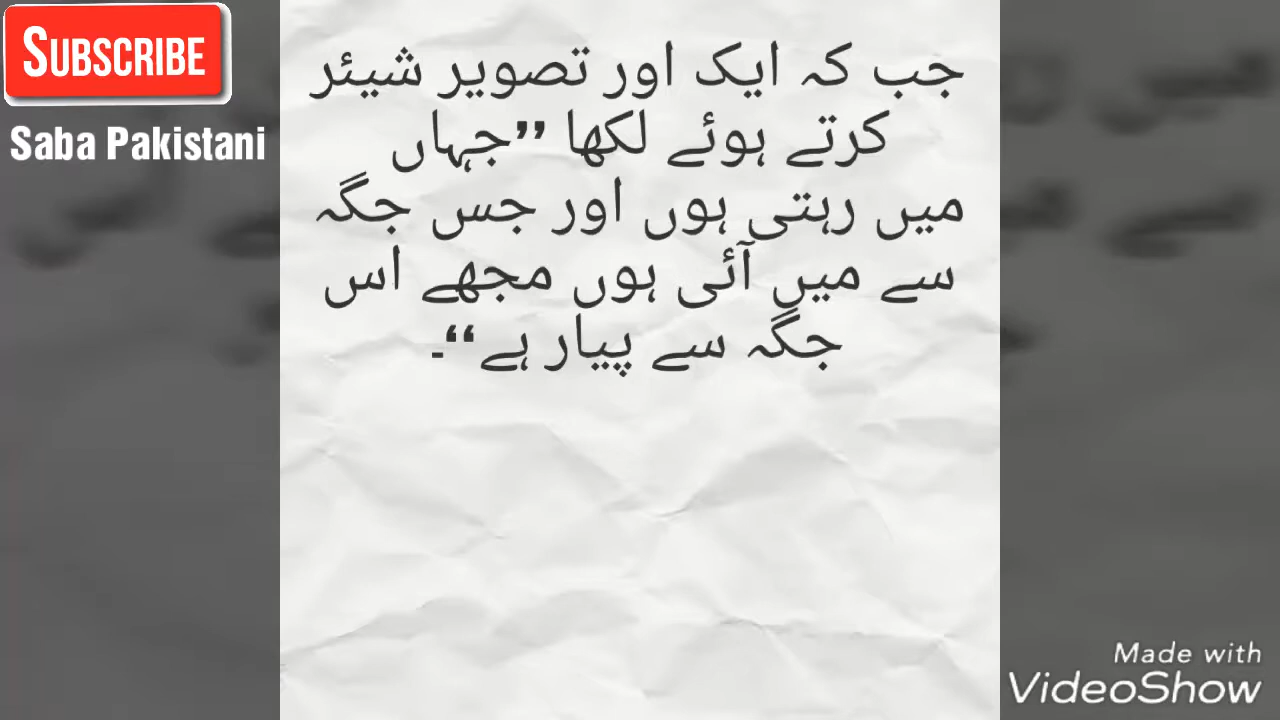 SUBSCRIBE
Saba Pakistani
جب کہ ایک اور تصویر شیئر
کرتے ہوئے لکھا ’’جہاں
میں رہتی ہوں اور جس جگہ
سے میں آئی ہوں مجھے اس
جگہ سے پیار ہے‘‘۔
Made with
VideoShow